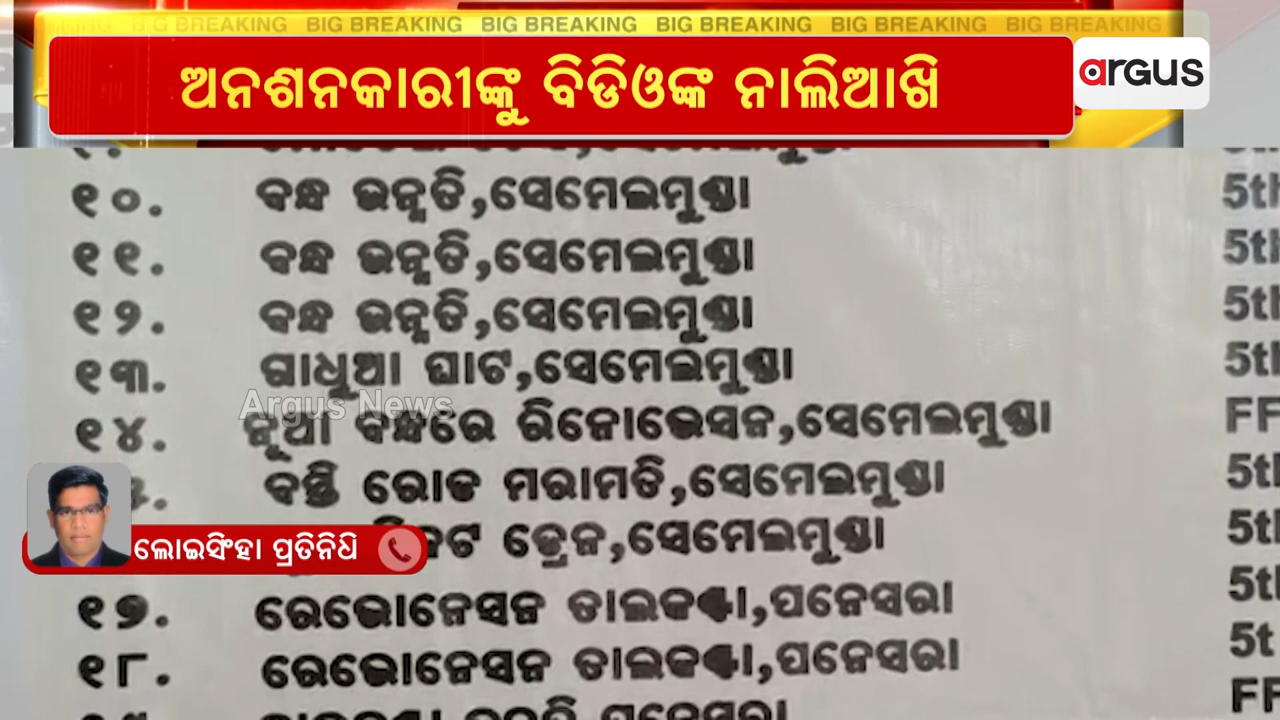 BIG BREAKING BIG BREAKING BIG BREAKING BIG BREAKING BIG BREAKING BIG BREAKING
ଅନଶନକାରୀଙ୍କୁ ବିଡିଓଙ୍କ ନାଲିଆଖି
argus
୧୦. ବନ୍ଧ ଉନ୍ନତି,ସେମେଲମୁଣ୍ଡା 5th
୧୧. ବନ୍ଧ ଉନ୍ନତି,ସେମେଲମୁଣ୍ଡା 5th
୧୨. ବନ୍ଧ ଉନ୍ନତି,ସେମେଲମୁଣ୍ଡା 5th
୧୩. ଗାଧୁଆ ଘାଟ,ସେମେଲମୁଣ୍ଡା 5th
Argus News
୧୪. ନୂଆ ବନ୍ଧରେ ରିନୋଭେସନ,ସେମେଲମୁଣ୍ଡା FF
ବସ୍ତି ରୋଡ ମରାମତି,ସେମେଲମୁଣ୍ଡା 5th
ଡ୍ରେନ,ସେମେଲମୁଣ୍ଡା 5th
ଲୋଇସିଂହା ପ୍ରତିନିଧି
୧୭. ରେଭୋନେସନ ଡାଲକଣ୍ଟା,ପନେସରା 5th
୧୮. ରେଭୋନେସନ ଡାଲକଣ୍ଟା,ପନେସରା 5t
FF